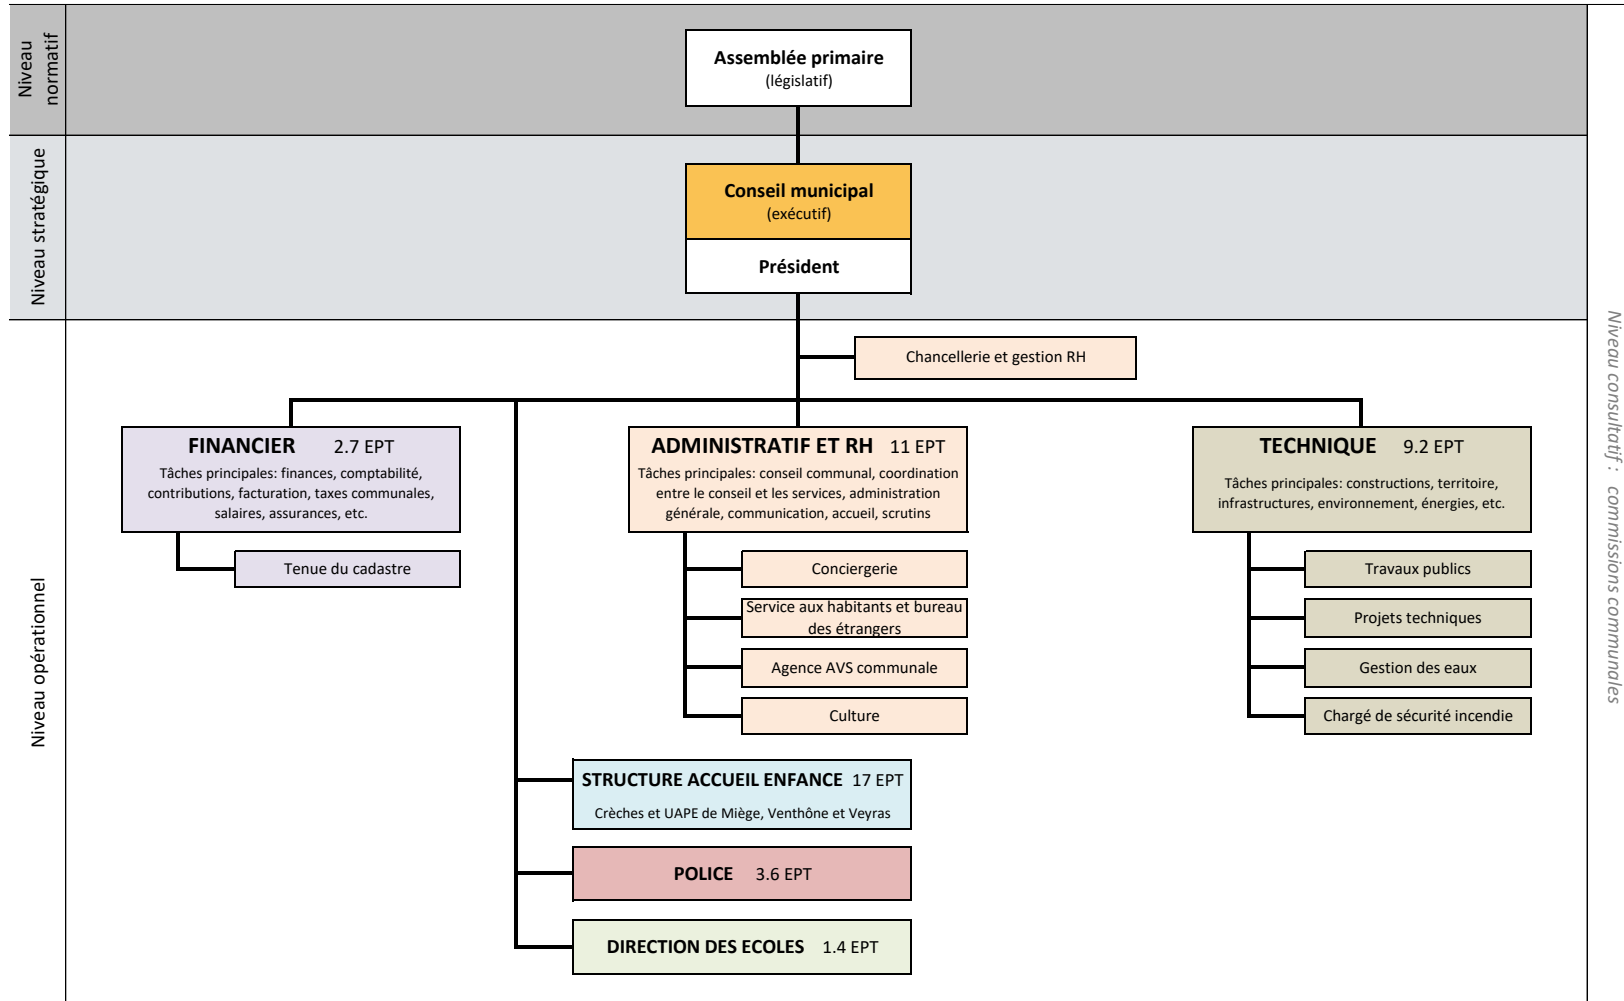 Niveau
normatif
Assemblée primaire
(législatif)
Niveau stratégique
Conseil municipal
(exécutif)
Président
Niveau opérationnel
Chancellerie et gestion RH
FINANCIER 2.7 EPT
Tâches principales: finances, comptabilité,
contributions, facturation, taxes communales,
salaires, assurances, etc.
Tenue du cadastre
ADMINISTRATIF ET RH 11 EPT
Tâches principales: conseil communal, coordination
entre le conseil et les services, administration
générale, communication, accueil, scrutins
Conciergerie
Service aux habitants et bureau
des étrangers
Agence AVS communale
Culture
TECHNIQUE 9.2 EPT
Tâches principales: constructions, territoire,
infrastructures, environnement, énergies, etc.
Travaux publics
Projets techniques
Gestion des eaux
Chargé de sécurité incendie
STRUCTURE ACCUEIL ENFANCE 17 EPT
Crèches et UAPE de Miège, Venthône et Veyras
POLICE 3.6 EPT
DIRECTION DES ECOLES 1.4 EPT
Niveau consultatif : commissions communales